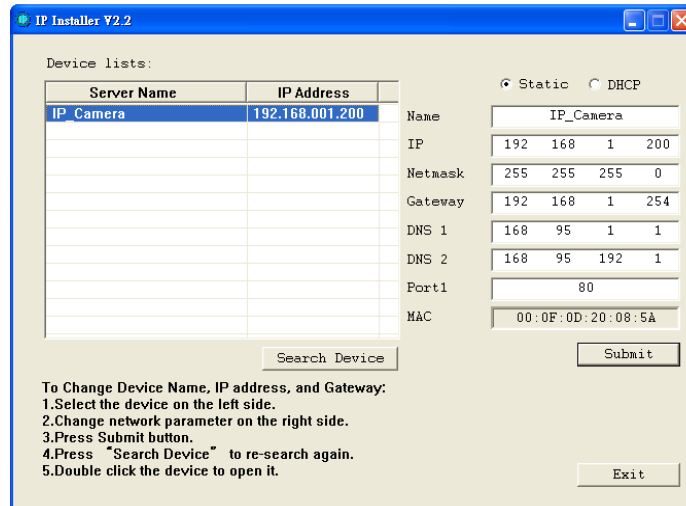 IP Installer V2.2
Device lists:
Server Name IP Address
IP_Camera 192.168.001.200
Search Device
Static DHCP
Name IP_Camera
IP 192 168 1 200
Netmask 255 255 255 0
Gateway 192 168 1 254
DNS 1 168 95 1 1
DNS 2 168 95 192 1
Port1 80
MAC 00:0F:0D:20:08:5A
Submit
To Change Device Name, IP address, and Gateway:
1.Select the device on the left side.
2.Change network parameter on the right side.
3.Press Submit button.
4.Press “Search Device” to re-search again.
5.Double click the device to open it.
Exit